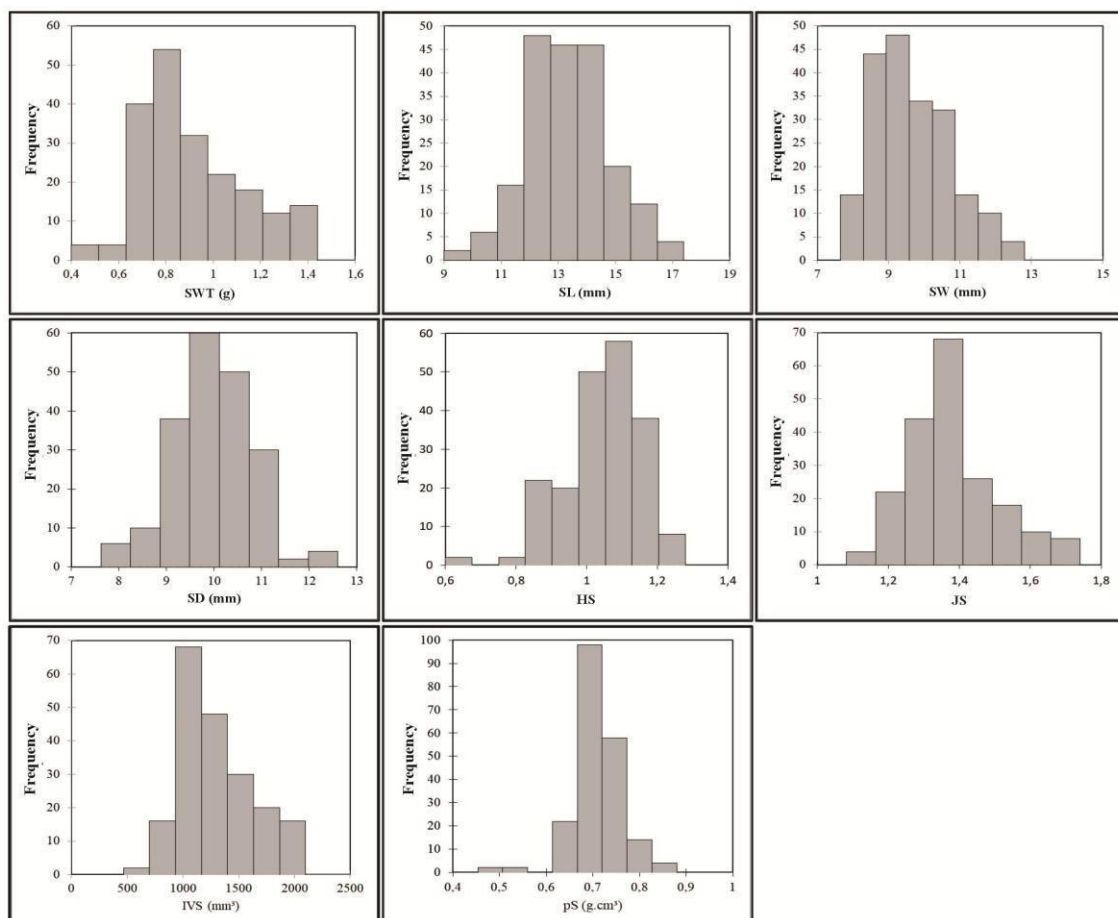 60
50
40
30
20
10
0
Frequency
0,4 0,6 0,8 1 1,2 1,4 1,6
SWT (g)
50
45
40
35
30
25
20
15
10
5
0
Frequency
9 11 13 15 17 19
SL (mm)
50
45
40
35
30
25
20
15
10
5
0
Frequency
7 9 11 13 15
SW (mm)
60
50
40
30
20
10
0
Frequency
7 8 9 10 11 12 13
SD (mm)
60
50
40
30
20
10
0
Frequency
0,6 0,8 1 1,2 1,4
HS
70
60
50
40
30
20
10
0
Frequency
1 1,2 1,4 1,6 1,8
JS
70
60
50
40
30
20
10
0
Frequency
0 500 1000 1500 2000 2500
IVS (mm³)
100
90
80
70
60
50
40
30
20
10
0
Frequency
0,4 0,5 0,6 0,7 0,8 0,9 1
pS (g.cm³)